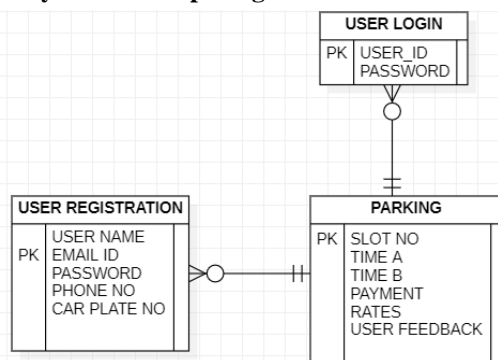 USER LOGIN
PK USER_ID
PASSWORD
USER REGISTRATION
USER NAME
PK EMAIL ID
PASSWORD
PHONE NO
CAR PLATE NO
PARKING
PK SLOT NO
TIME A
TIME B
PAYMENT
RATES
USER FEEDBACK